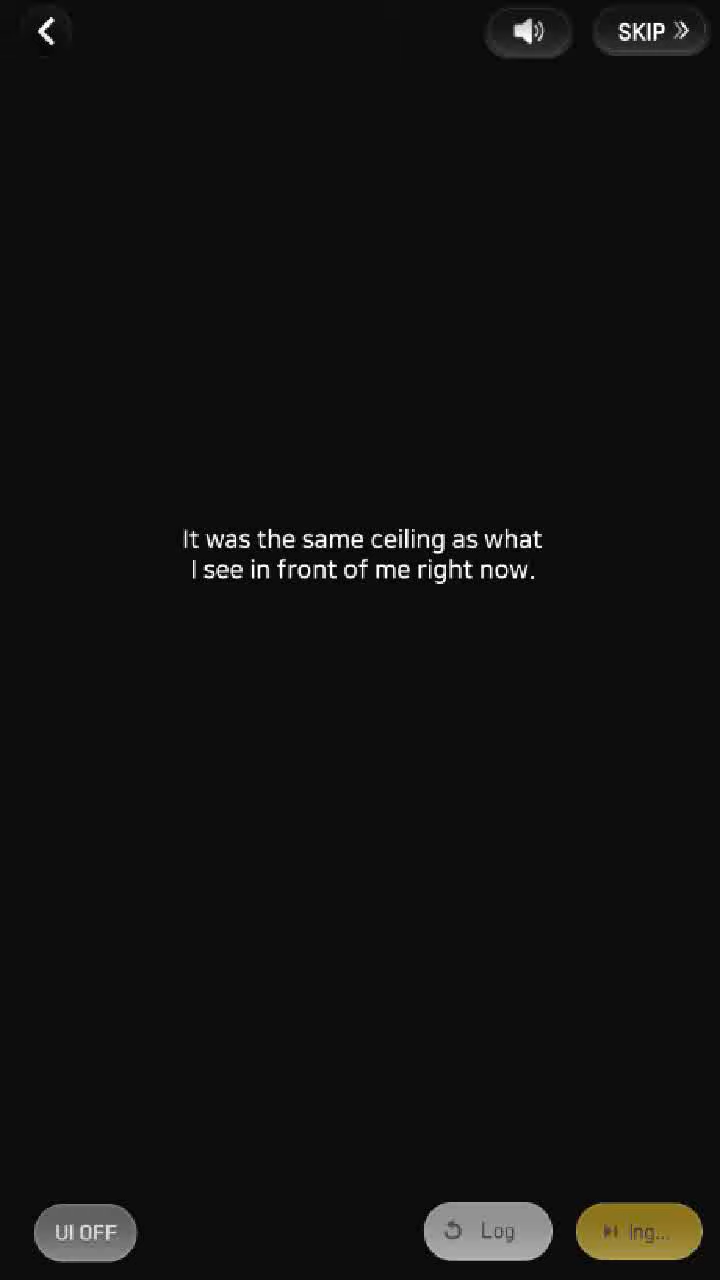 SKIP
It was the same ceiling as what
I see in front of me right now.
UI OFF
Log
Ing...